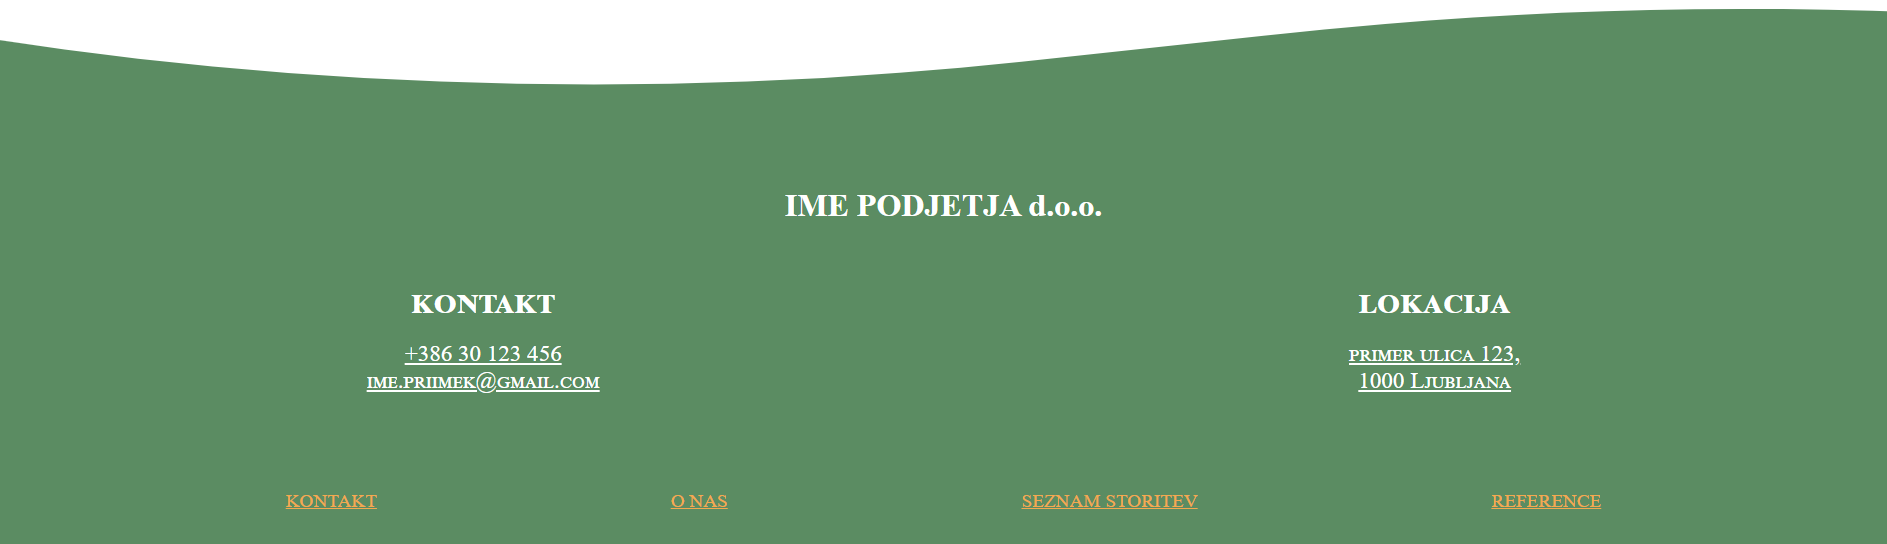 IME PODJETJA d.o.o.
KONTAKT
+386 30 123 456
ime.priimek@gmail.com
LOKACIJA
primer ulica 123,
1000 Ljubljana
KONTAKT
O NAS
SEZNAM STORITEV
REFERENCE